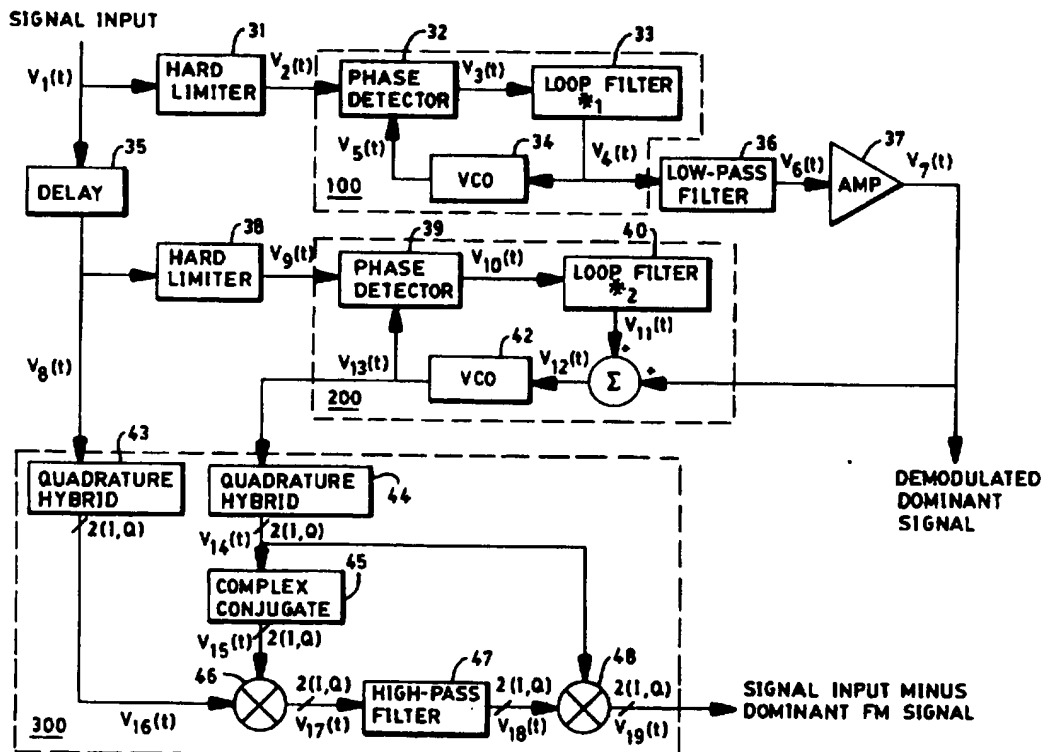 SIGNAL INPUT
V1(t)
31
HARD
LIMITER
V2(t)
32
PHASE
DETECTOR
V3(t)
33
LOOP FILTER
*1
V5(t)
34
VCO
V4(t)
100
35
DELAY
36
LOW-PASS
FILTER
V6(t)
37
AMP
V7(t)
38
HARD
LIMITER
V9(t)
39
PHASE
DETECTOR
V10(t)
40
LOOP FILTER
*2
V11(t)
+
+
Σ
V12(t)
42
VCO
V13(t)
200
V8(t)
43
QUADRATURE
HYBRID
2(I,Q)
QUADRATURE
HYBRID
44
V14(t)
2(I,Q)
45
COMPLEX
CONJUGATE
V15(t)
2(I,Q)
46
V16(t)
2(I,Q)
V17(t)
47
HIGH-PASS
FILTER
2(I,Q)
V18(t)
48
2(I,Q)
V19(t)
300
DEMODULATED
DOMINANT
SIGNAL
SIGNAL INPUT MINUS
DOMINANT FM SIGNAL